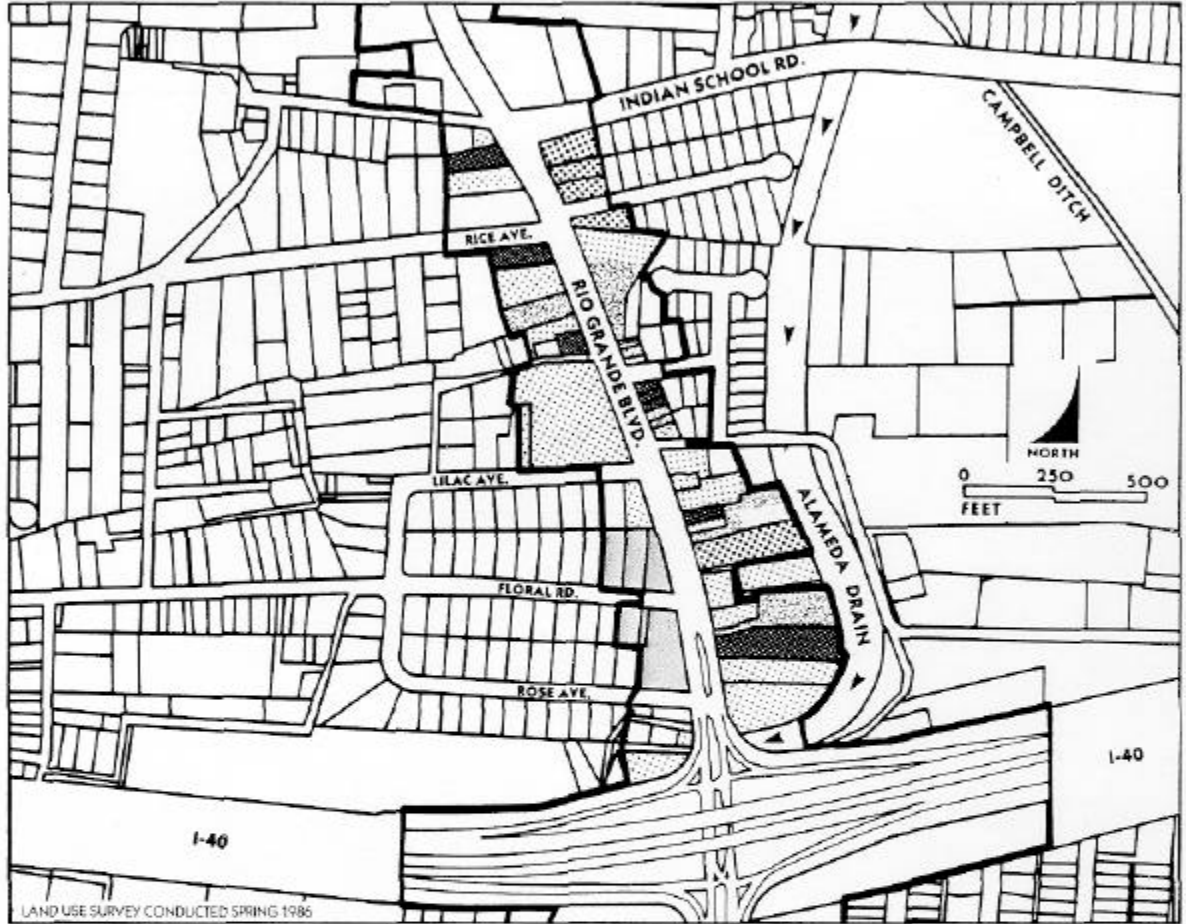 INDIAN SCHOOL RD.
CAMPBELL DITCH
RICE AVE.
RIO GRANDE BLVD.
NORTH
0 250 500
FEET
LILAC AVE.
ALAMEDA DRAIN
FLORAL RD.
ROSE AVE.
I-40
I-40
LAND USE SURVEY CONDUCTED SPRING 1986